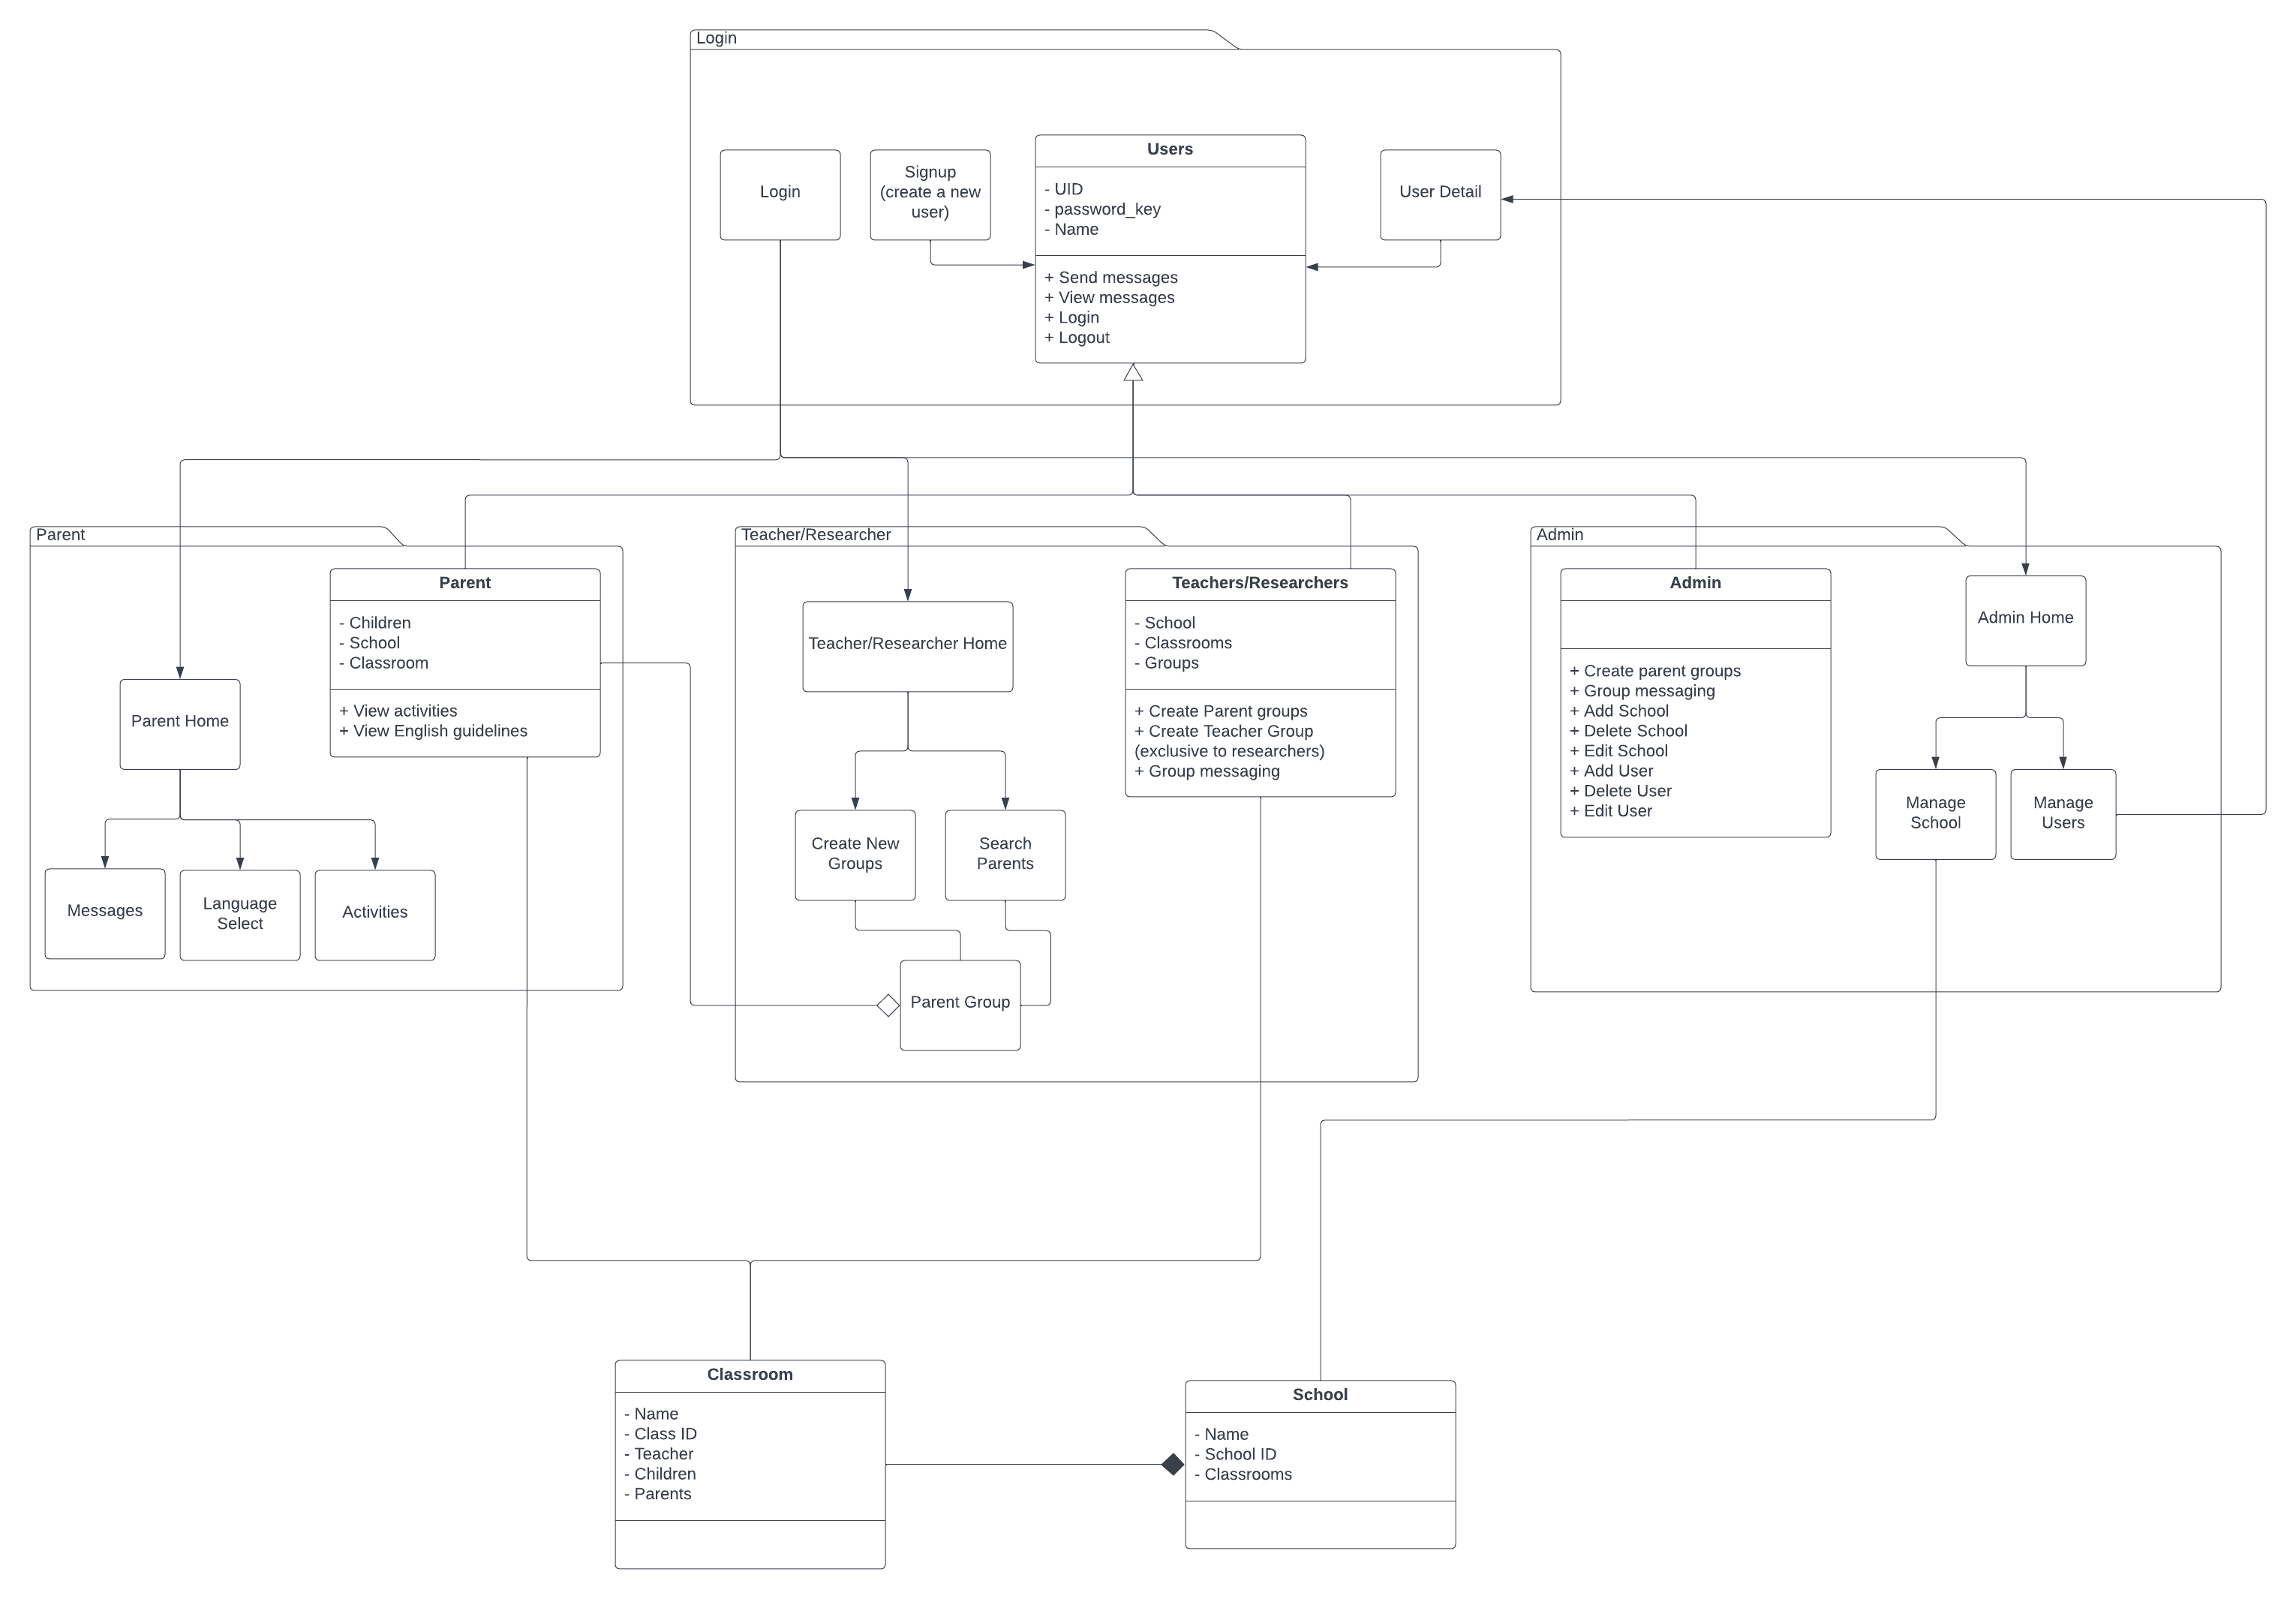 Login
Login
Signup
(create a new
user)
Users
- UID
- password_key
- Name
+ Send messages
+ View messages
+ Login
+ Logout
User Detail
Parent
Parent
- Children
- School
- Classroom
+ View activities
+ View English guidelines
Parent Home
Messages
Language
Select
Activities
Teacher/Researcher
Teacher/Researcher Home
Teachers/Researchers
- School
- Classrooms
- Groups
+ Create Parent groups
+ Create Teacher Group
(exclusive to researchers)
+ Group messaging
Create New
Groups
Search
Parents
Parent Group
Admin
Admin
+ Create parent groups
+ Group messaging
+ Add School
+ Delete School
+ Edit School
+ Add User
+ Delete User
+ Edit User
Admin Home
Manage
School
Manage
Users
Classroom
- Name
- Class ID
- Teacher
- Children
- Parents
School
- Name
- School ID
- Classrooms